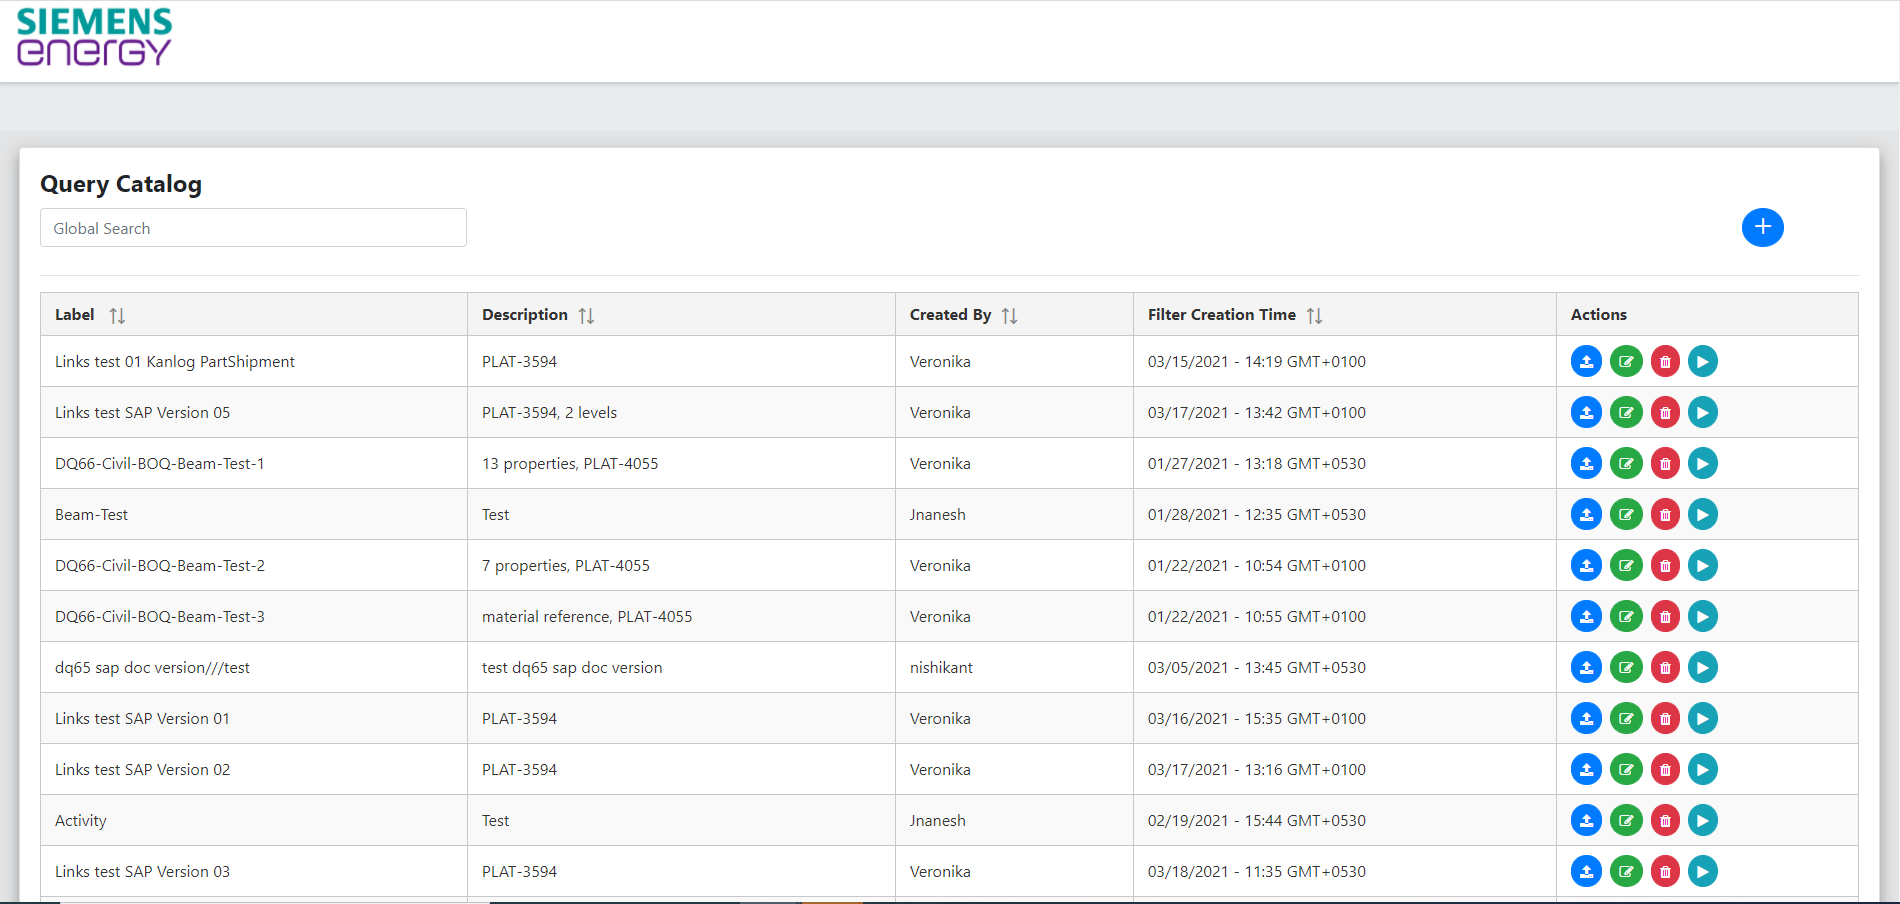 SIEMENS
energy
Query Catalog
Global Search
Label Description Created By Filter Creation Time Actions
Links test 01 Kanlog PartShipment PLAT-3594 Veronika 03/15/2021 - 14:19 GMT+0100
Links test SAP Version 05 PLAT-3594, 2 levels Veronika 03/17/2021 - 13:42 GMT+0100
DQ66-Civil-BOQ-Beam-Test-1 13 properties, PLAT-4055 Veronika 01/27/2021 - 13:18 GMT+0530
Beam-Test Test Jnanesh 01/28/2021 - 12:35 GMT+0530
DQ66-Civil-BOQ-Beam-Test-2 7 properties, PLAT-4055 Veronika 01/22/2021 - 10:54 GMT+0100
DQ66-Civil-BOQ-Beam-Test-3 material reference, PLAT-4055 Veronika 01/22/2021 - 10:55 GMT+0100
dq65 sap doc version///test test dq65 sap doc version nishikant 03/05/2021 - 13:45 GMT+0530
Links test SAP Version 01 PLAT-3594 Veronika 03/16/2021 - 15:35 GMT+0100
Links test SAP Version 02 PLAT-3594 Veronika 03/17/2021 - 13:16 GMT+0100
Activity Test Jnanesh 02/19/2021 - 15:44 GMT+0530
Links test SAP Version 03 PLAT-3594 Veronika 03/18/2021 - 11:35 GMT+0530